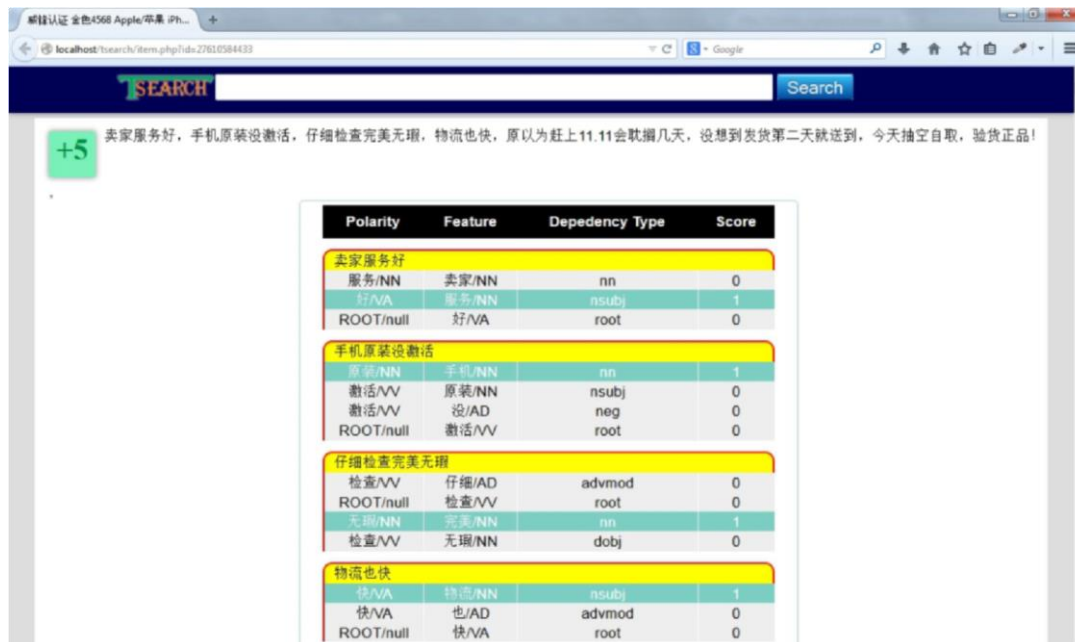 威锋认证 金色4568 Apple/苹果 iPh...
localhost/tsearch/item.php?id=27610584433
Google
TSEARCH
Search
+5
卖家服务好，手机原装没激活，仔细检查完美无瑕，物流也快，原以为赶上11.11会耽搁几天，没想到发货第二天就送到，今天抽空自取，验货正品！
Polarity Feature Depedency Type Score
卖家服务好
服务/NN 卖家/NN nn 0
好/VA 服务/NN nsubj 1
ROOT/null 好/VA root 0
手机原装没激活
原装/NN 手机/NN nn 1
激活/VV 原装/NN nsubj 0
激活/VV 没/AD neg 0
ROOT/null 激活/VV root 0
仔细检查完美无瑕
检查/VV 仔细/AD advmod 0
ROOT/null 检查/VV root 0
无瑕/NN 完美/NN nn 1
检查/VV 无瑕/NN dobj 0
物流也快
快/VA 物流/NN nsubj 1
快/VA 也/AD advmod 0
ROOT/null 快/VA root 0